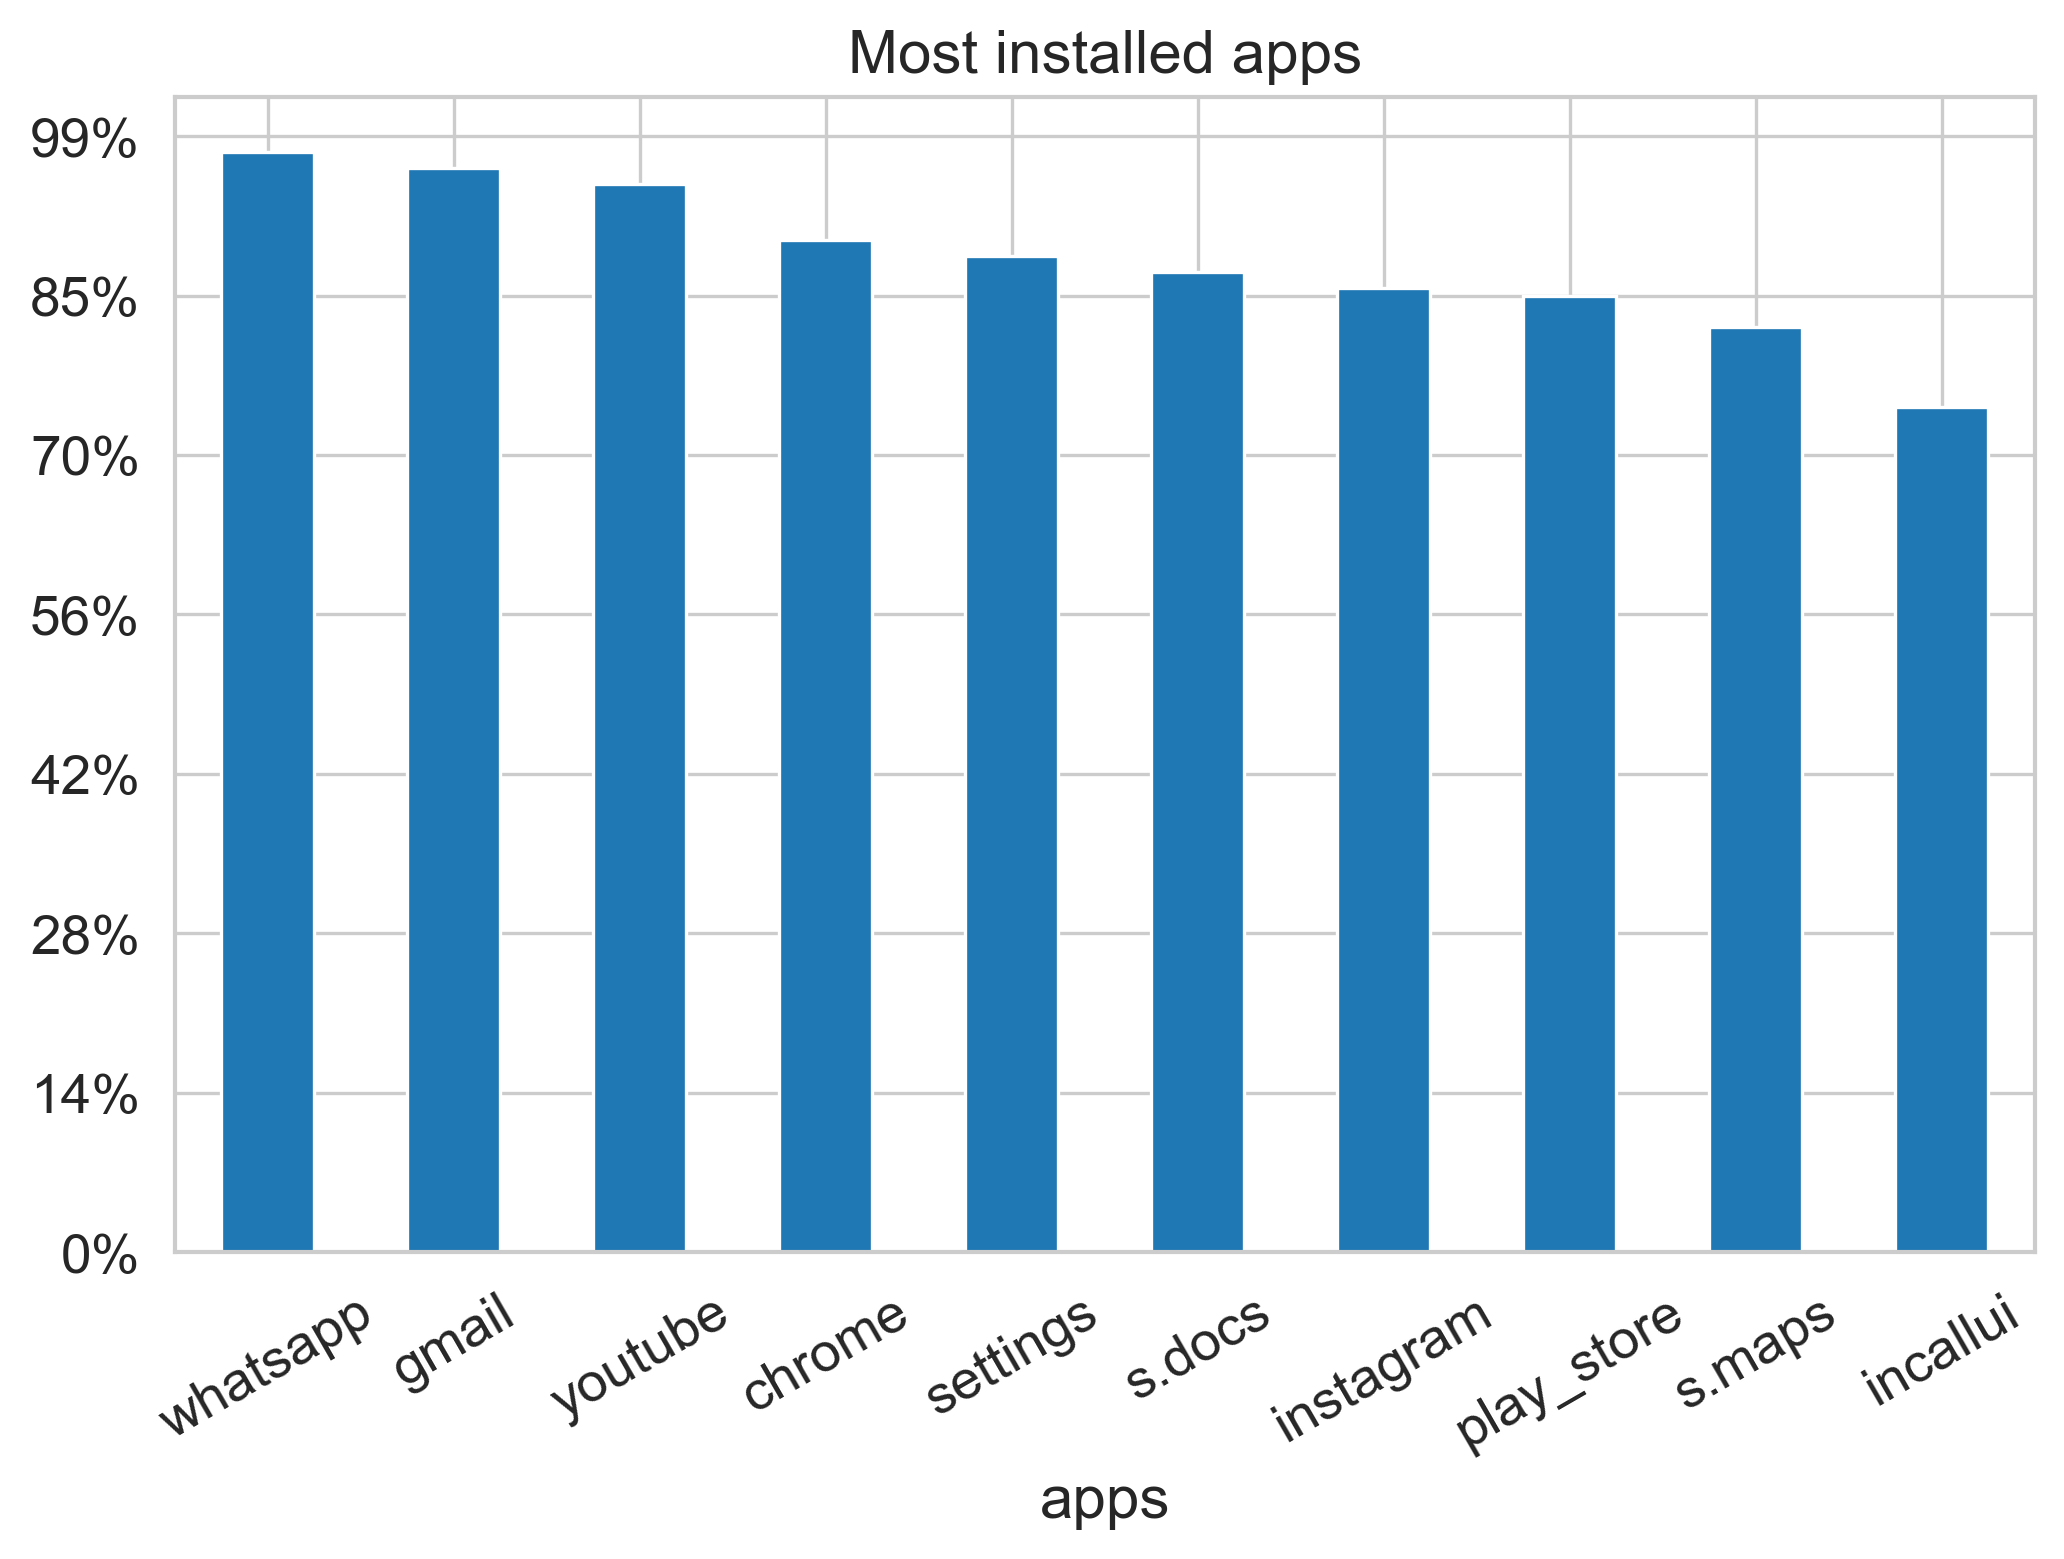 Most installed apps
99%
85%
70%
56%
42%
28%
14%
0%
whatsapp
gmail
youtube
chrome
settings
s.docs
instagram
play_store
s.maps
incallui
apps